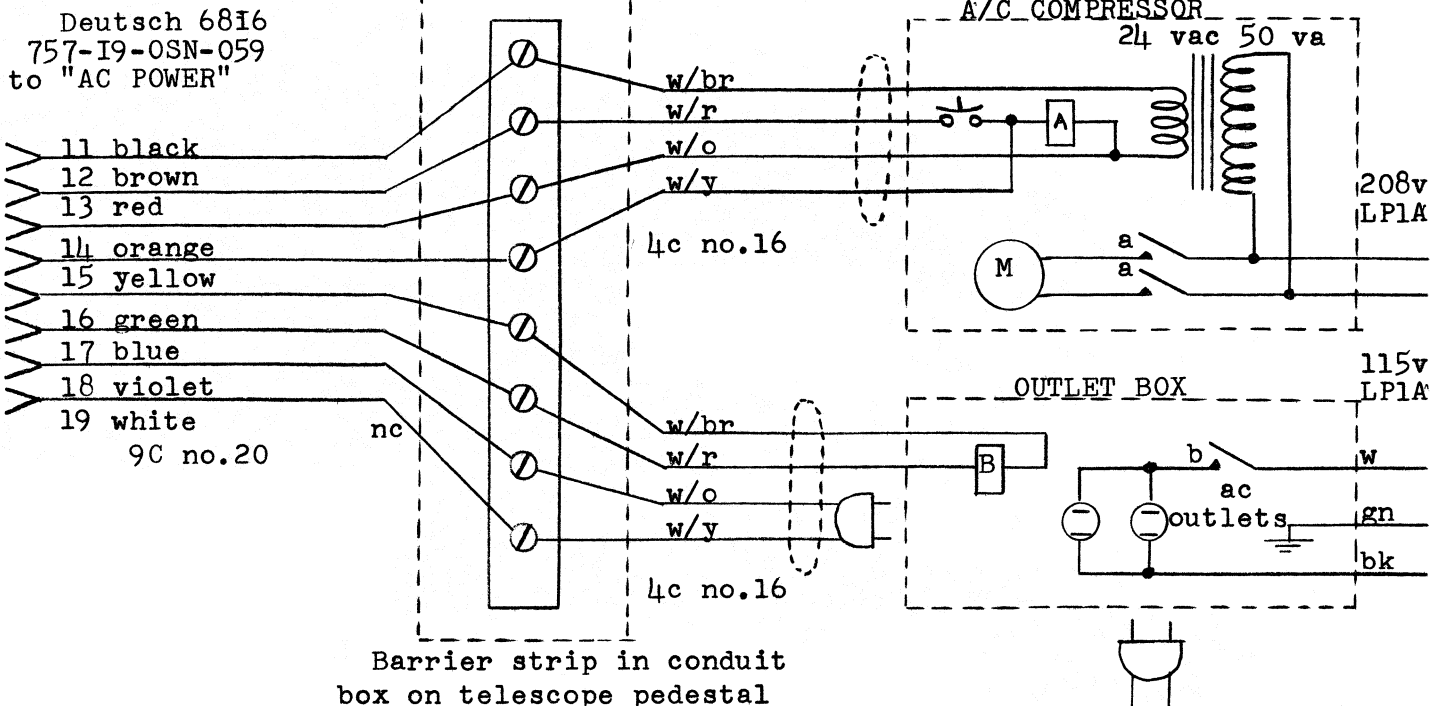 Deutsch 6816
757-I9-OSN-059
to "AC POWER"
11 black
12 brown
13 red
14 orange
15 yellow
16 green
17 blue
18 violet
19 white
9C no.20
nc
w/br
w/r
w/o
w/y
4c no.16
w/br
w/r
w/o
w/y
4c no.16
Barrier strip in conduit
box on telescope pedestal
A/C COMPRESSOR
24 vac 50 va
A
M
a
a
208v
LP1A
115v
LP1A
OUTLET BOX
B
b
ac
outlets
w
gn
bk